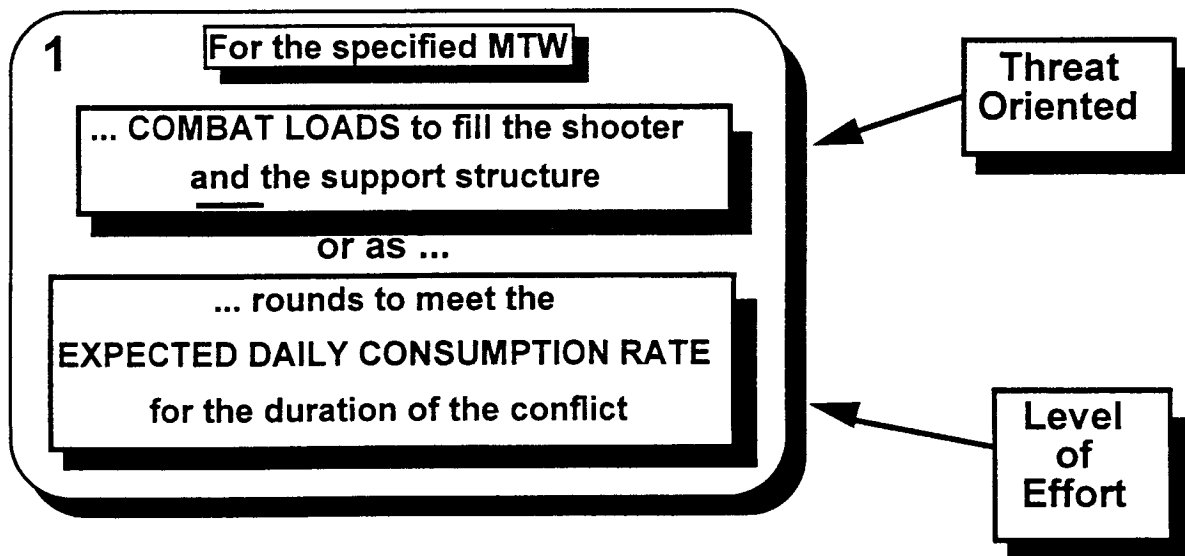 1
For the specified MTW
... COMBAT LOADS to fill the shooter
and the support structure
or as ...
... rounds to meet the
EXPECTED DAILY CONSUMPTION RATE
for the duration of the conflict
Threat
Oriented
Level
of
Effort